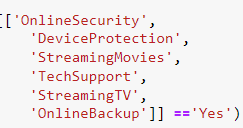 [['OnlineSecurity',
'DeviceProtection',
'StreamingMovies',
'TechSupport',
'StreamingTV',
'OnlineBackup']] =='Yes')